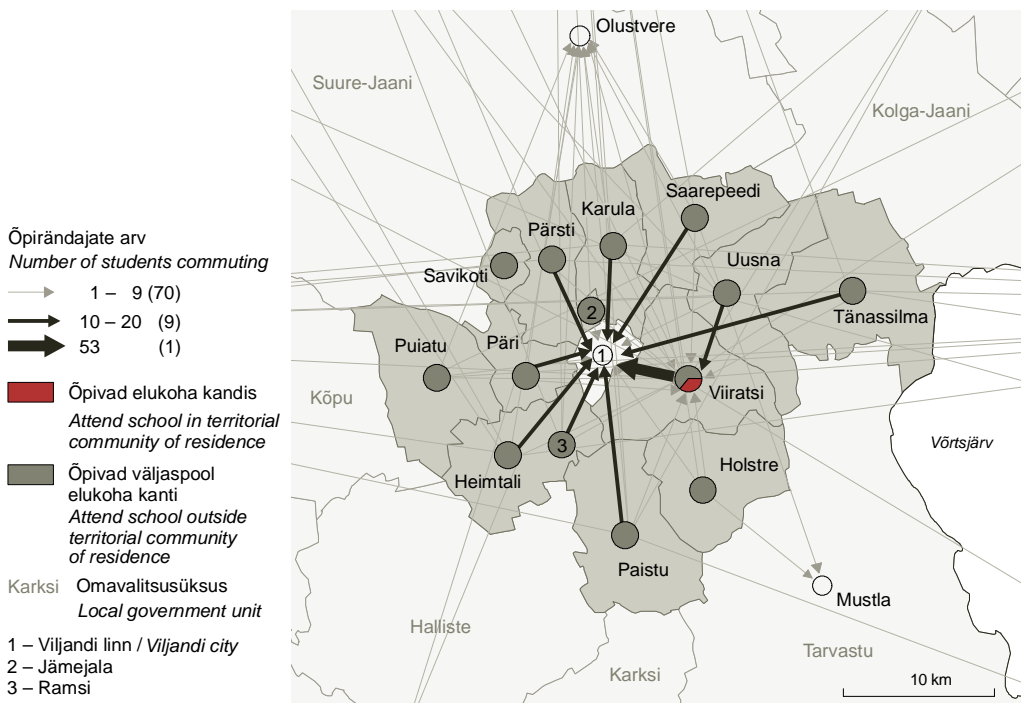 Õpirändajate arv
Number of students commuting
1 – 9 (70)
10 – 20 (9)
53 (1)
Õpivad elukoha kandis
Attend school in territorial
community of residence
Õpivad väljaspool
elukoha kanti
Attend school outside
territorial community
of residence
Karksi Omavalitsusüksus
Local government unit
1 – Viljandi linn / Viljandi city
2 – Jämejala
3 – Ramsi
Olustvere
Suure-Jaani
Kolga-Jaani
Saarepeedi
Karula
Pärsti
Savikoti
Uusna
Tänassilma
2
Puiatu
Päri
1
Viiratsi
Kõpu
Võrtsjärv
3
Heimtali
Holstre
Paistu
Mustla
Halliste
Karksi
Tarvastu
10 km